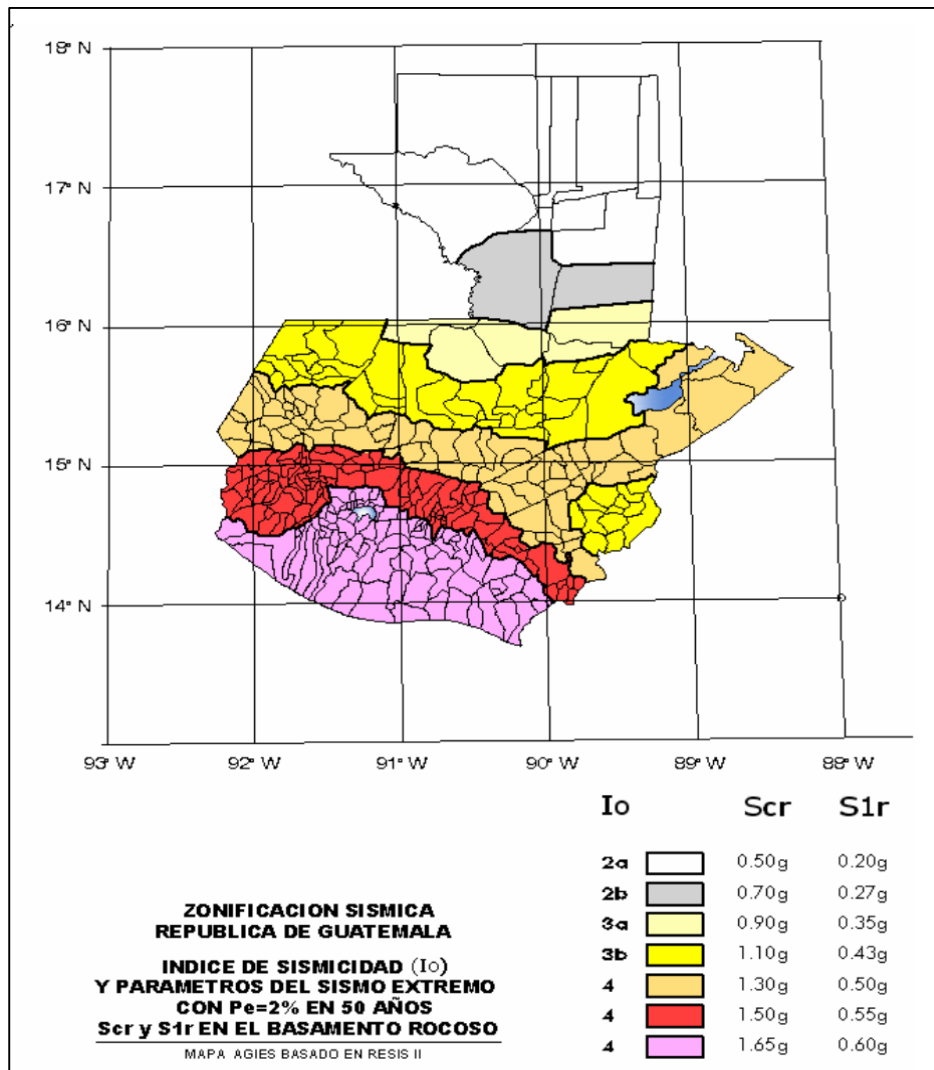 18° N
17° N
16° N
15° N
14° N
93° W
92° W
91° W
90° W
89° W
88° W
Io Scr S1r
2a 0.50g 0.20g
2b 0.70g 0.27g
3a 0.90g 0.35g
3b 1.10g 0.43g
4 1.30g 0.50g
4 1.50g 0.55g
4 1.65g 0.60g
ZONIFICACION SISMICA
REPUBLICA DE GUATEMALA
INDICE DE SISMICIDAD (Io)
Y PARAMETROS DEL SISMO EXTREMO
CON Pe=2% EN 50 AÑOS
Scr y S1r EN EL BASAMENTO ROCOSO
MAPA AGIES BASADO EN RESIS II